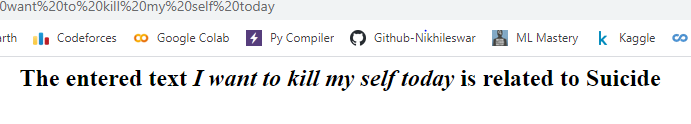 0want%20to%20kill%20my%20self%20today
arth Codeforces Google Colab Py Compiler Github-Nikhileswar ML Mastery Kaggle
The entered text I want to kill my self today is related to Suicide